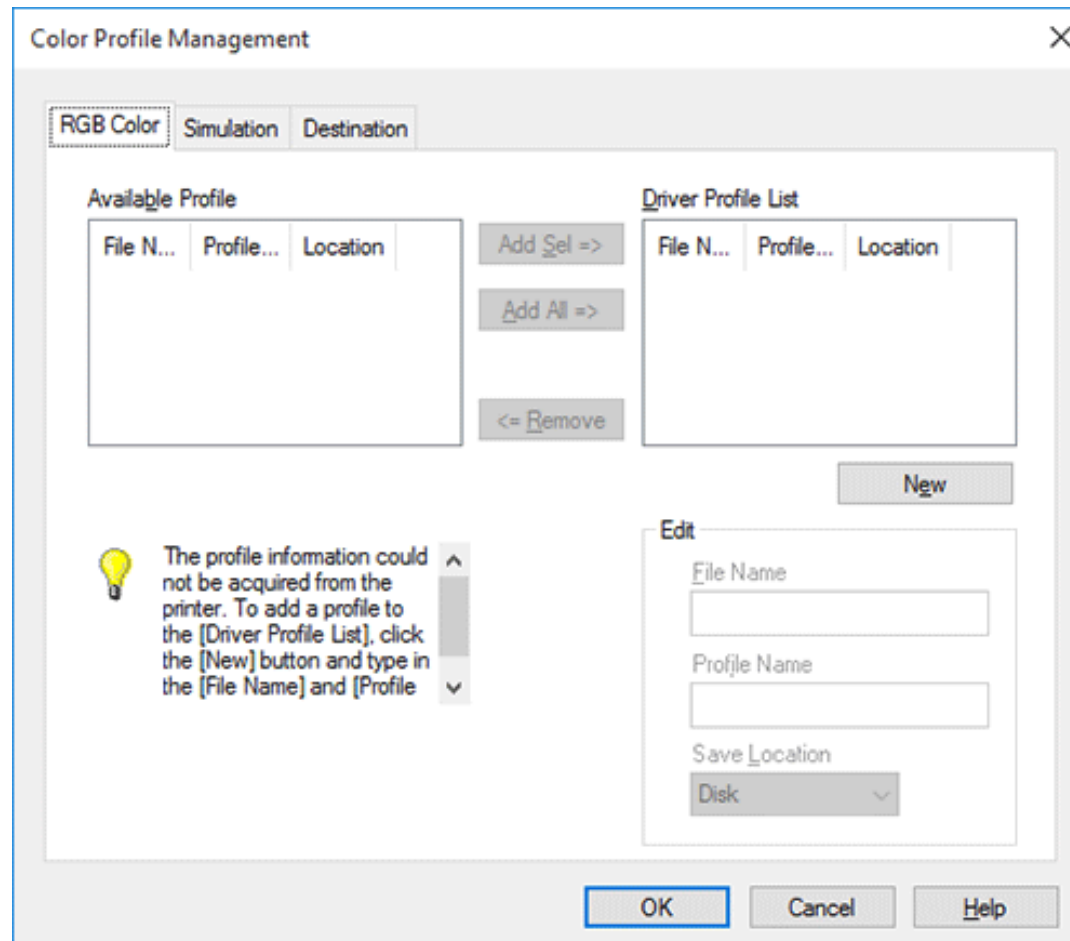 Color Profile Management
RGB Color Simulation Destination
Available Profile
File N... Profile... Location
Add Sel =>
Add All =>
<= Remove
Driver Profile List
File N... Profile... Location
New
The profile information could
not be acquired from the
printer. To add a profile to
the [Driver Profile List], click
the [New] button and type in
the [File Name] and [Profile
Edit
File Name
Profile Name
Save Location
Disk
OK Cancel Help